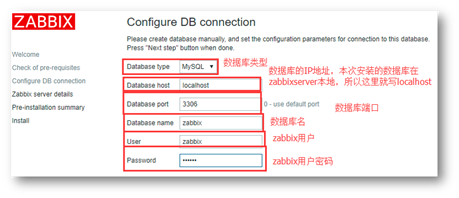 ZABBIX
Configure DB connection
Please create database manually, and set the configuration parameters for connection to this database.
Press "Next step" button when done.
Welcome
Check of pre-requisites
Configure DB connection
Zabbix server details
Pre-installation summary
Install
Database type MySQL 数据库类型
Database host localhost
数据库的IP地址，本次安装的数据库在
zabbixserver本地，所以这里就写localhost
Database port 3306 0 - use default port
数据库端口
Database name zabbix 数据库名
User zabbix zabbix用户
Password •••••• zabbix用户密码